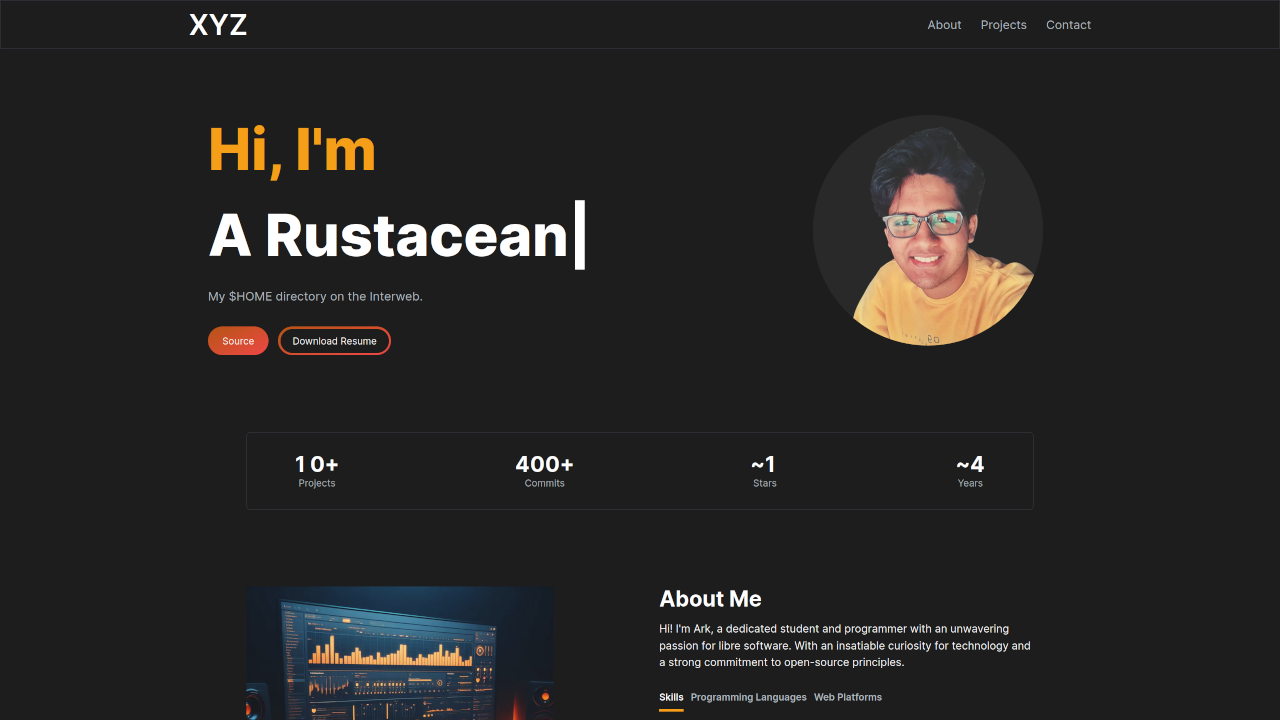 XYZ
About Projects Contact
Hi, I'm
A Rustacean
My $HOME directory on the Interweb.
Source Download Resume
10+ 400+ ~1 ~4
Projects Commits Stars Years
About Me
Hi! I'm Ark, a dedicated student and programmer with an unwavering
passion for libre software. With an insatiable curiosity for technology and
a strong commitment to open-source principles.
Skills Programming Languages Web Platforms